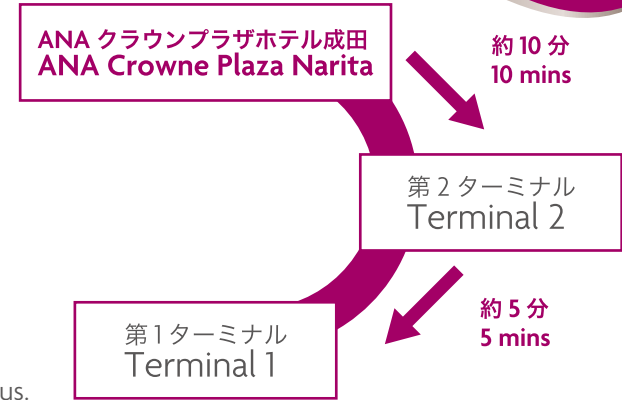 ANA クラウンプラザホテル成田
ANA Crowne Plaza Narita
約 10 分
10 mins
第 2 ターミナル
Terminal 2
約 5 分
5 mins
第1ターミナル
Terminal 1
us.